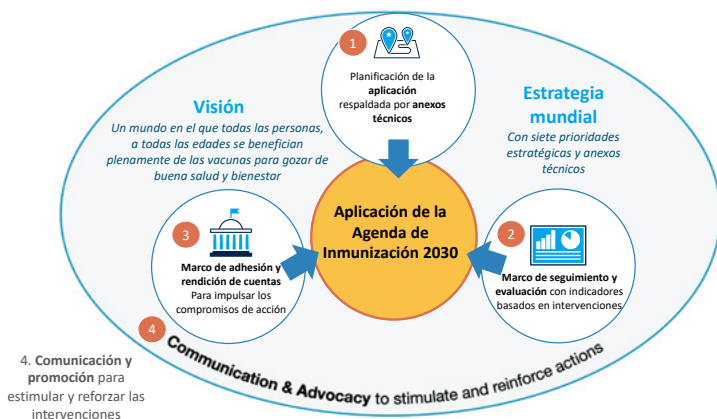 1
Planificación de la
aplicación
respaldada por anexos
técnicos
Visión
Un mundo en el que todas las personas,
a todas las edades se benefician
plenamente de las vacunas para gozar de
buena salud y bienestar
Estrategia
mundial
Con siete prioridades
estratégicas y anexos
técnicos
Aplicación de la
Agenda de
Inmunización 2030
3
Marco de adhesión y
rendición de cuentas
Para impulsar los
compromisos de acción
2
Marco de seguimiento y
evaluación con indicadores
basados en intervenciones
4
Communication & Advocacy to stimulate and reinforce actions
4. Comunicación y
promoción para
estimular y reforzar las
intervenciones